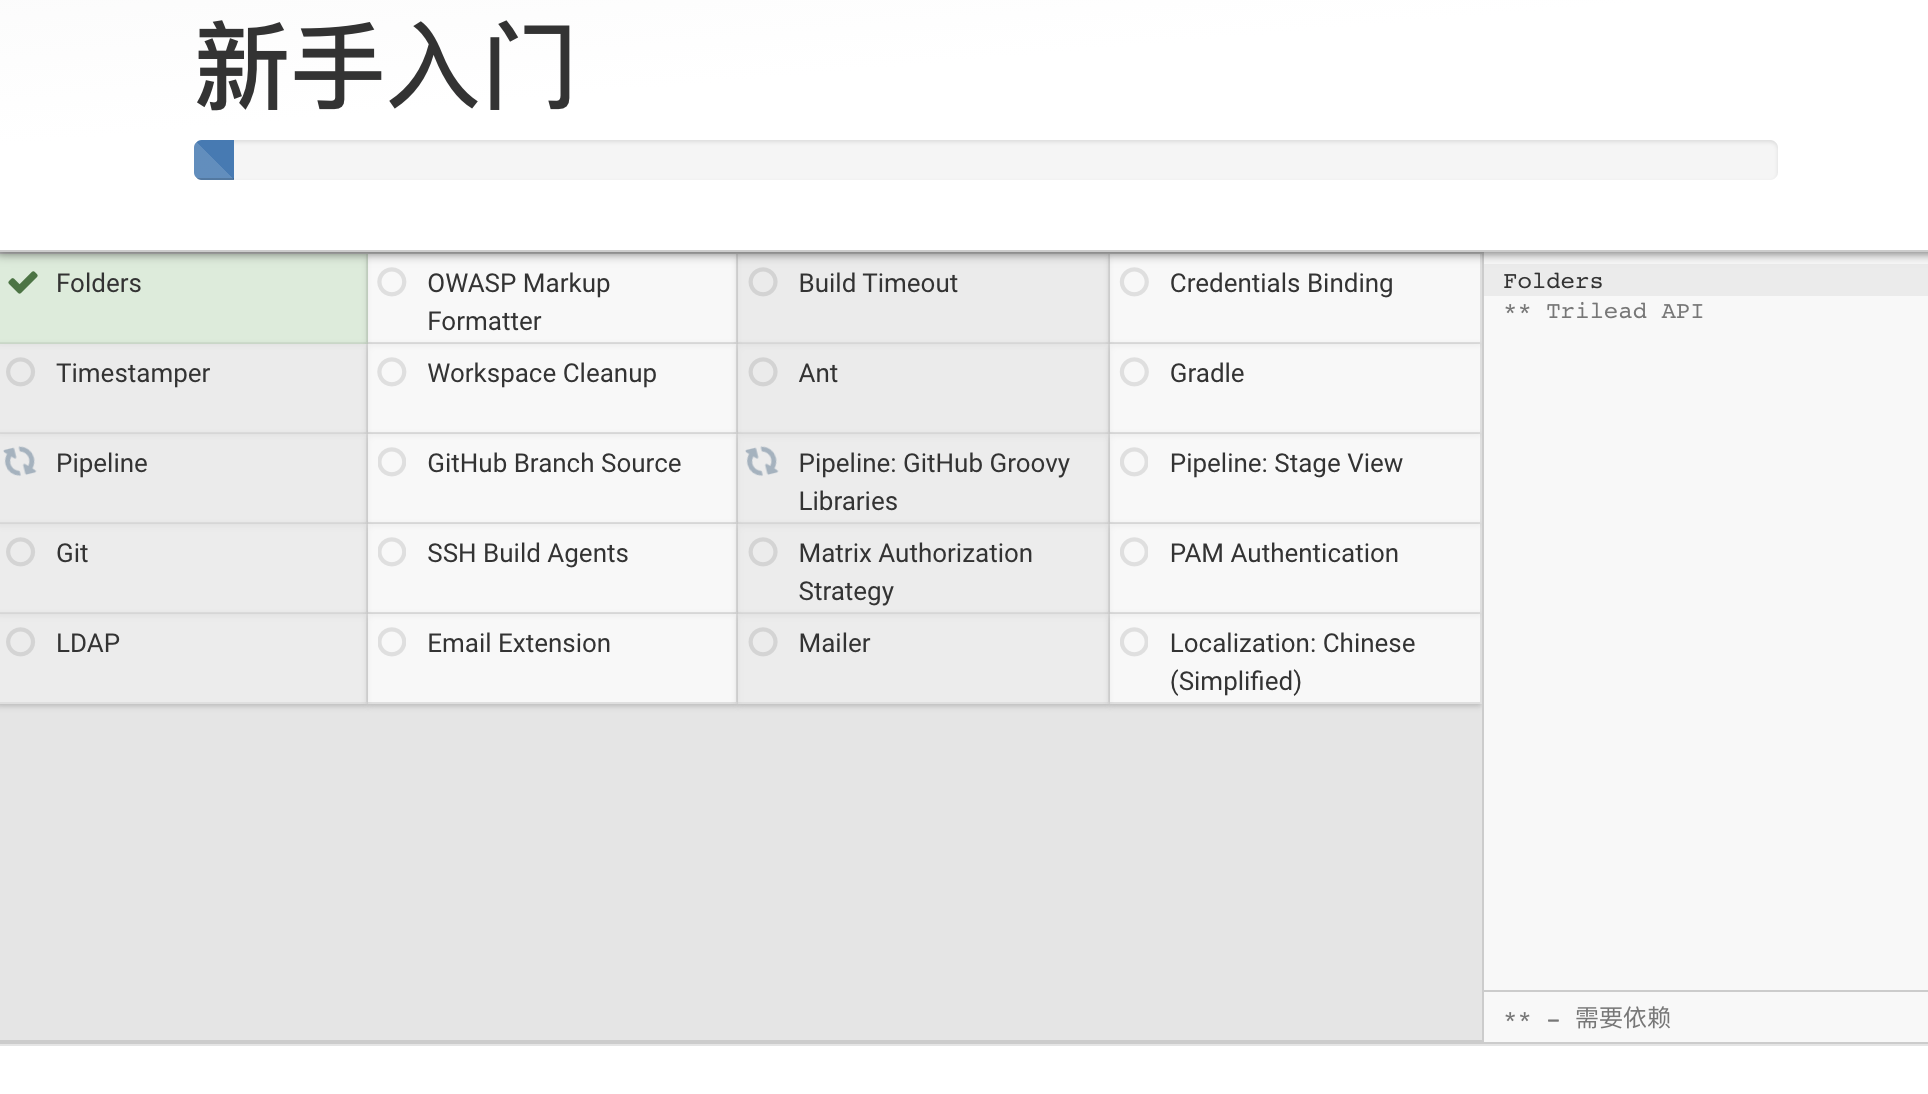 新手入门
Folders
OWASP Markup
Formatter
Build Timeout
Credentials Binding
Timestamper
Workspace Cleanup
Ant
Gradle
Pipeline
GitHub Branch Source
Pipeline: GitHub Groovy
Libraries
Pipeline: Stage View
Git
SSH Build Agents
Matrix Authorization
Strategy
PAM Authentication
LDAP
Email Extension
Mailer
Localization: Chinese
(Simplified)
Folders
** Trilead API
** – 需要依赖